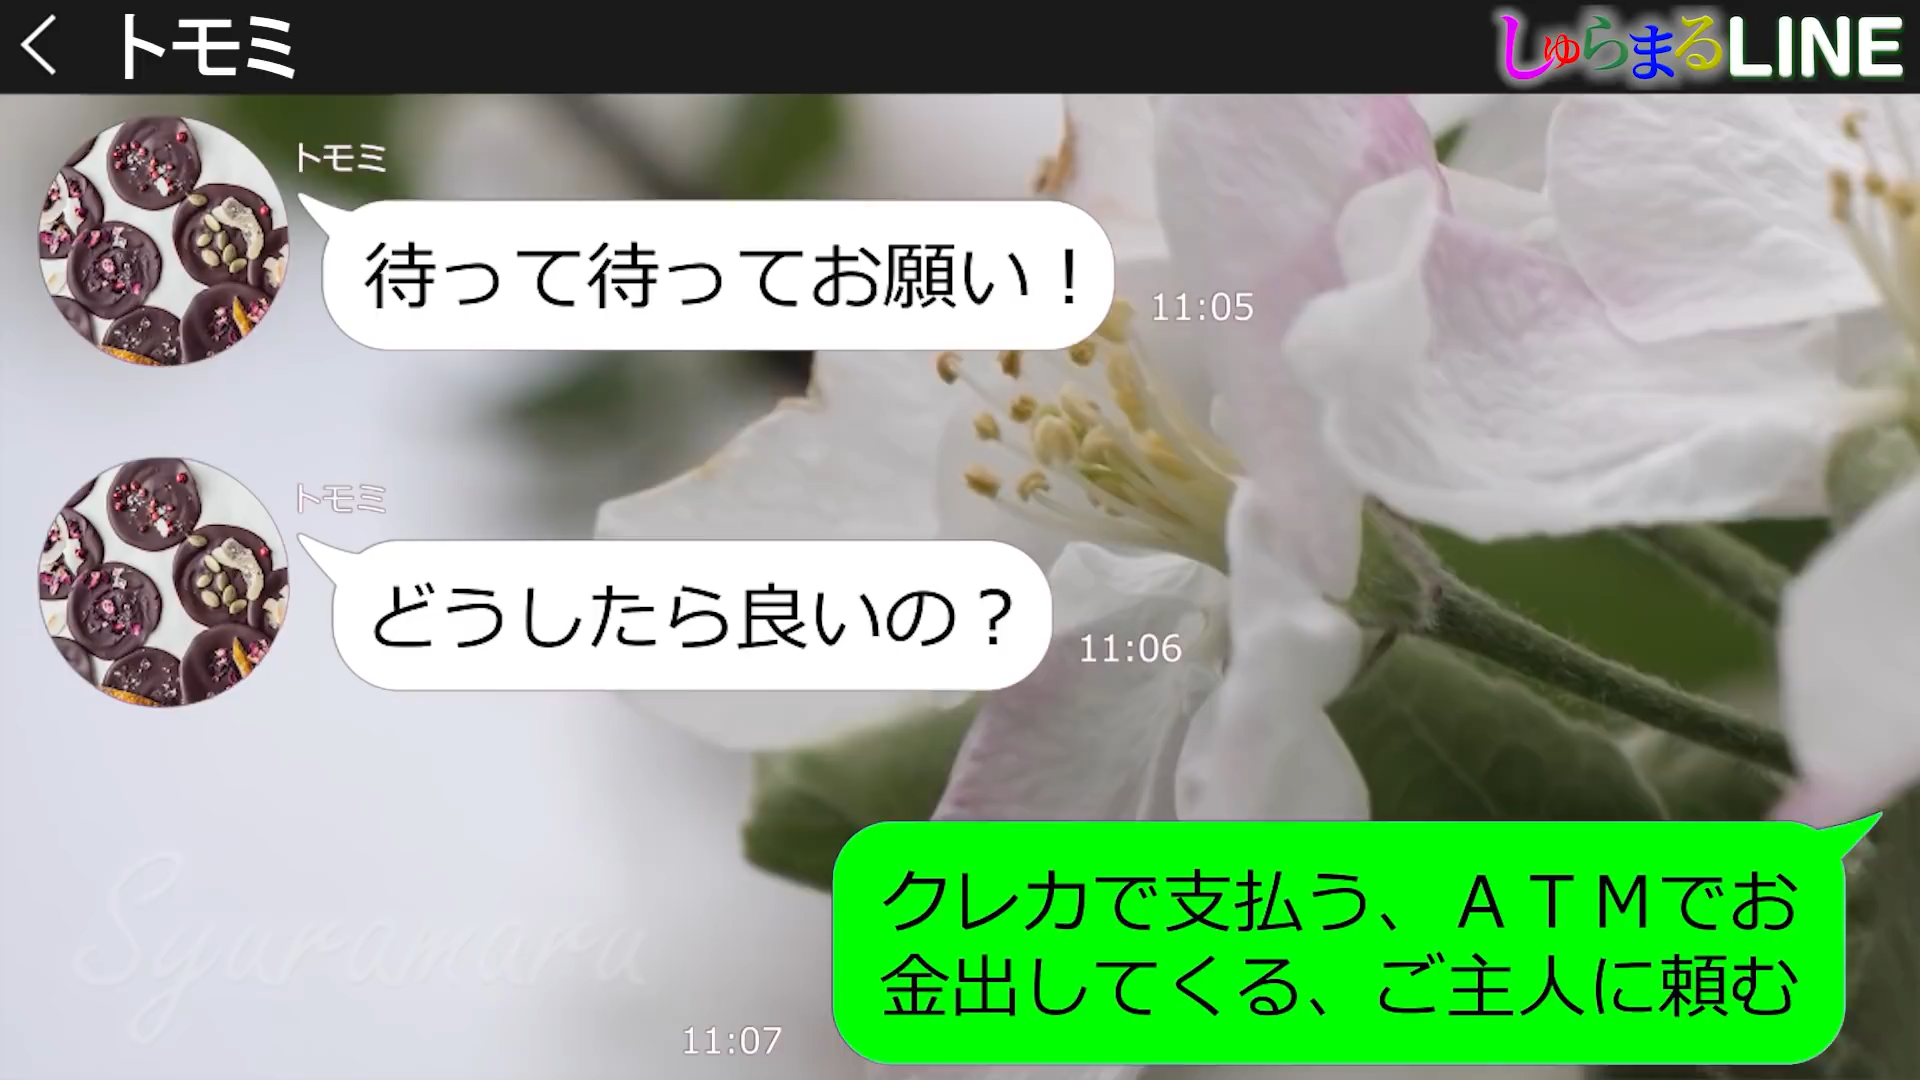 トモミ
しゅらまるLINE
トモミ
待って待ってお願い！
11:05
トモミ
どうしたら良いの？
11:06
クレカで支払う、ＡＴＭでお
金出してくる、ご主人に頼む
11:07
Syuramaru